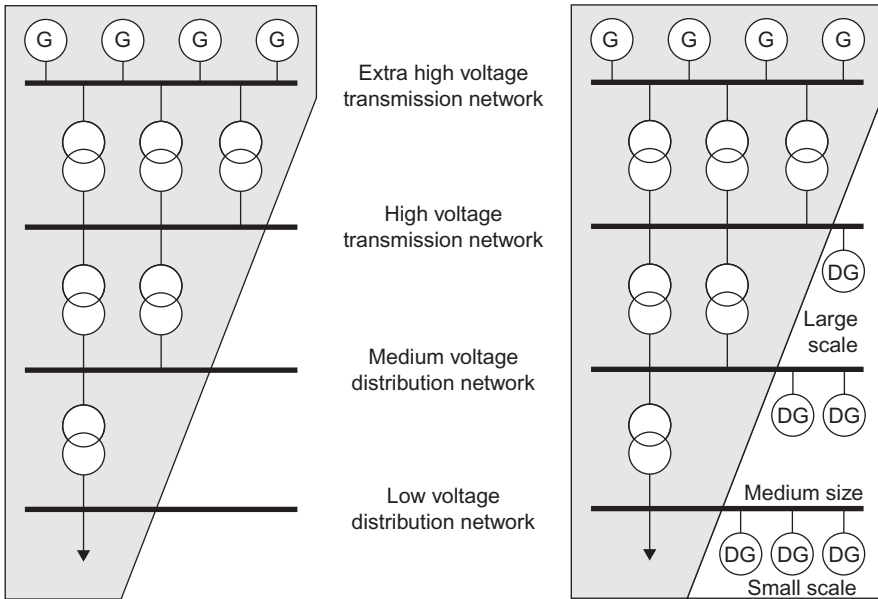 G G G G
Extra high voltage
transmission network
High voltage
transmission network
Medium voltage
distribution network
Low voltage
distribution network
G G G G
DG
Large
scale
DG DG
Medium size
DG DG DG
Small scale